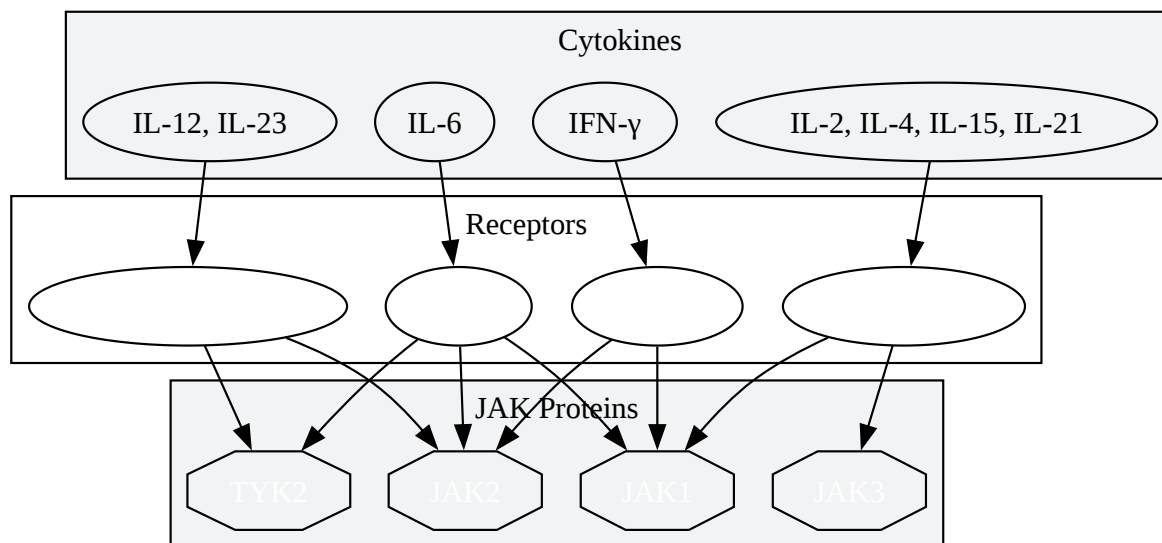 Cytokines
IL-12, IL-23
IL-6
IFN-γ
IL-2, IL-4, IL-15, IL-21
Receptors
JAK Proteins
TYK2
JAK2
JAK1
JAK3